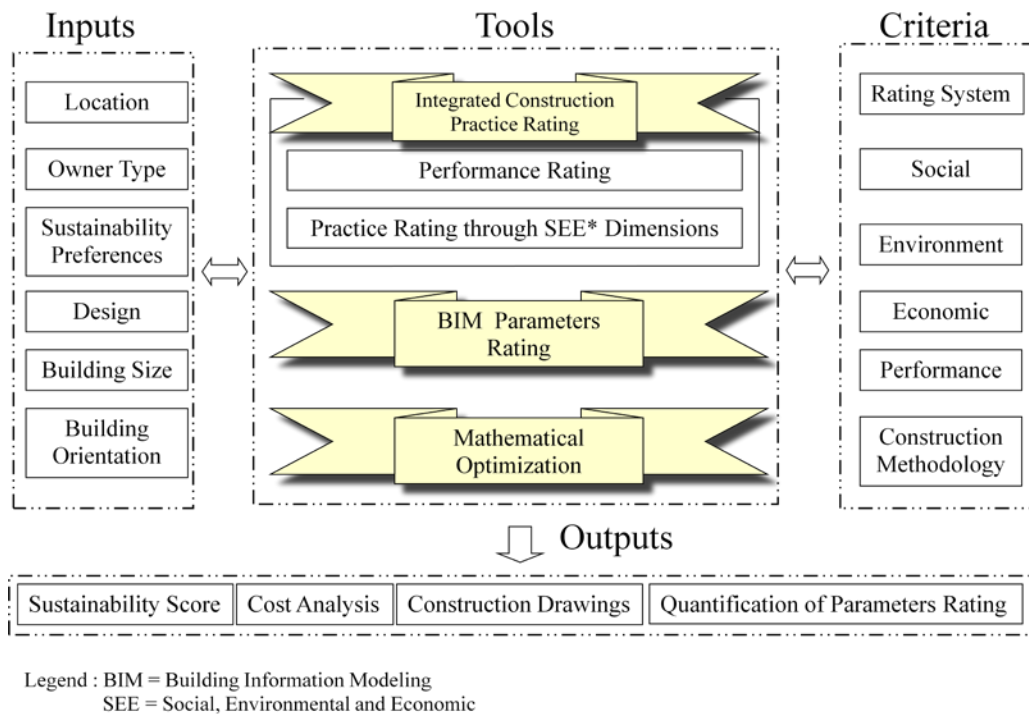 Inputs
Location
Owner Type
Sustainability
Preferences
Design
Building Size
Building
Orientation
Tools
Integrated Construction
Practice Rating
Performance Rating
Practice Rating through SEE* Dimensions
BIM Parameters
Rating
Mathematical
Optimization
Criteria
Rating System
Social
Environment
Economic
Performance
Construction
Methodology
Outputs
Sustainability Score
Cost Analysis
Construction Drawings
Quantification of Parameters Rating
Legend : BIM = Building Information Modeling
SEE = Social, Environmental and Economic